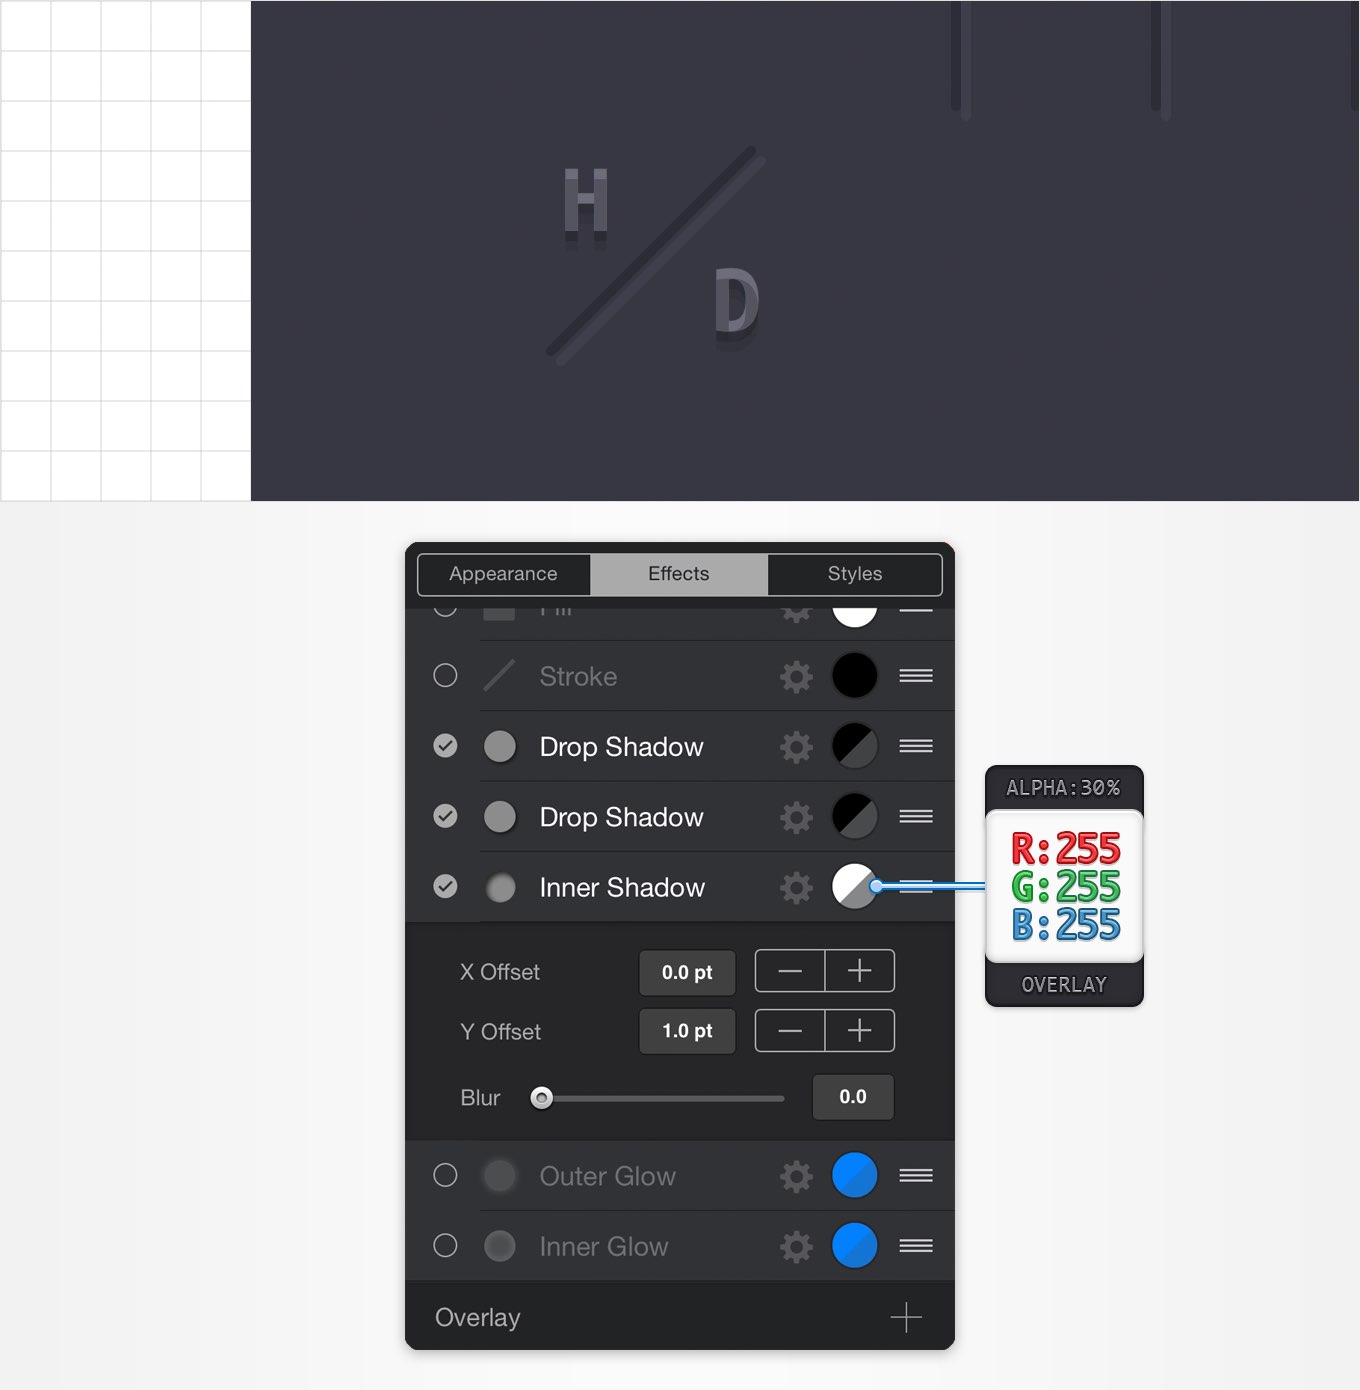 H
D
Appearance Effects Styles
Fill
Stroke
Drop Shadow
Drop Shadow
Inner Shadow
X Offset 0.0 pt
Y Offset 1.0 pt
Blur 0.0
Outer Glow
Inner Glow
Overlay
ALPHA:30%
R:255
G:255
B:255
OVERLAY